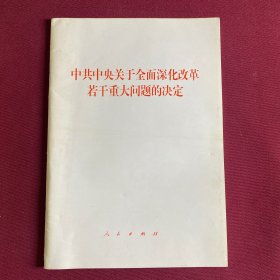 中共中央关于全面深化改革
若干重大问题的决定
人民出版社